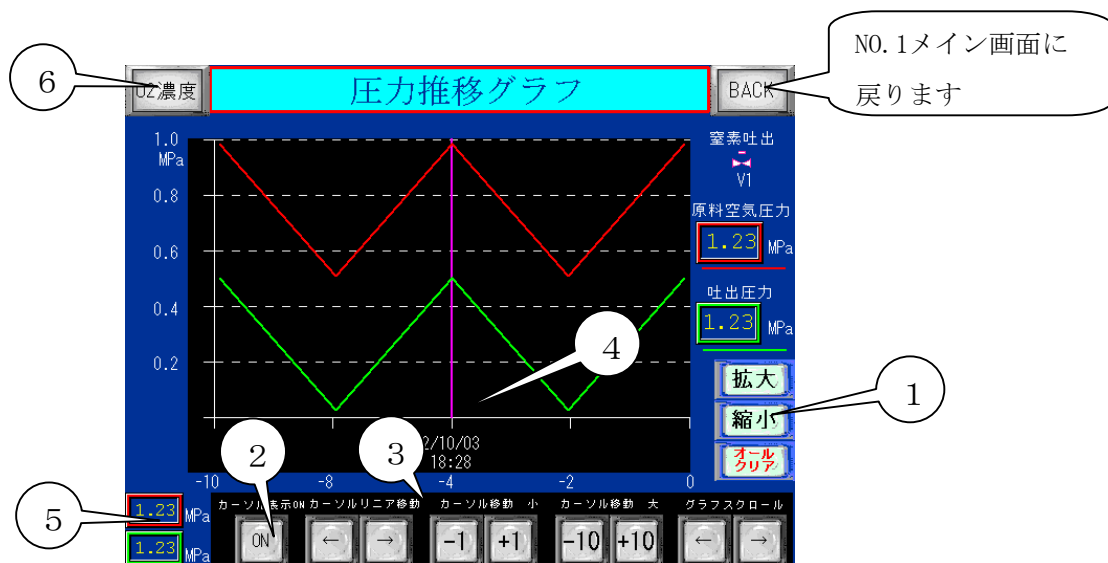 NO.1メイン画面に
戻ります
6
O2濃度
圧力推移グラフ
BACK
1.0
MPa
0.8
0.6
0.4
0.2
窒素吐出
V1
原料空気圧力
1.23 MPa
吐出圧力
1.23 MPa
4
拡大
縮小
1
オール
クリア
2/10/03
18:28
2
3
-10 -8 -4 -2 0
5
カーソル表示ON カーソルリニア移動 カーソル移動 小 カーソル移動 大 グラフスクロール
1.23 MPa
ON ← → -1 +1 -10 +10 ← →
1.23 MPa